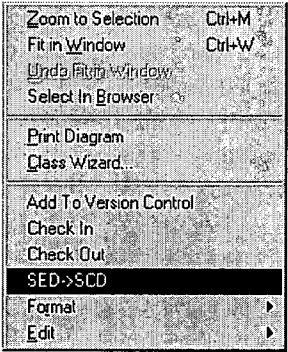 Zoom to Selection Ctrl+M
Fit in Window Ctrl+W
Undo Fit in Window
Select In Browser
Print Diagram
Class Wizard...
Add To Version Control
Check In
Check Out
SED->SCD
Format
Edit